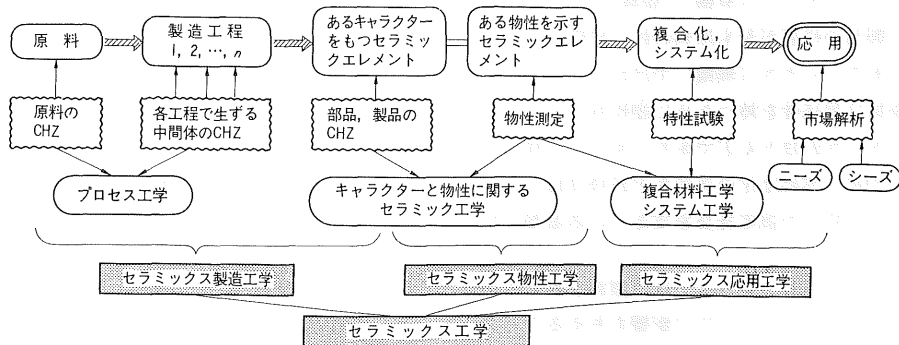 原　料
製 造 工 程
1, 2, …, n
あるキャラクター
をもつセラミッ
クエレメント
ある物性を示す
セラミックエレ
メント
複 合 化,
システム化
応　用
原料の
CHZ
各工程で生ずる
中間体のCHZ
部品, 製品の
CHZ
物性測定
特性試験
市場解析
ニーズ
シーズ
プロセス工学
キャラクターと物性に関する
セラミック工学
複合材料工学
システム工学
セラミックス製造工学
セラミックス物性工学
セラミックス応用工学
セラミックス工学